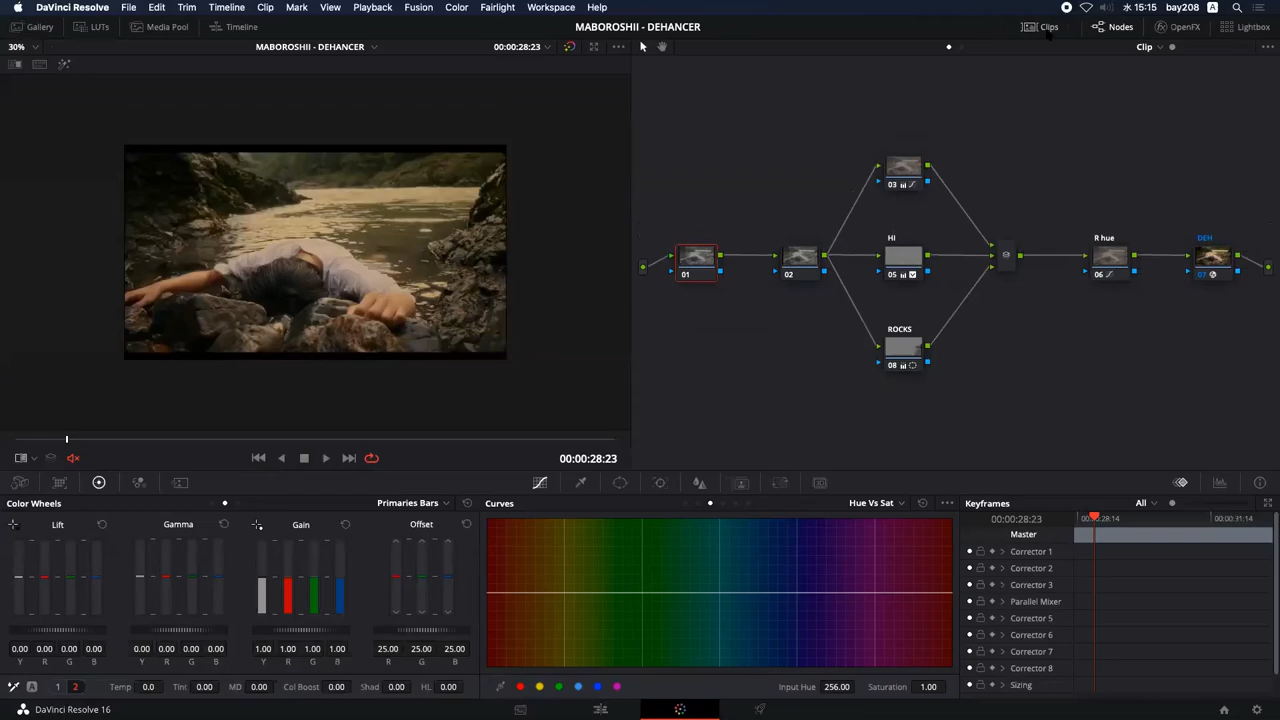 DaVinci Resolve File Edit Trim Timeline Clip Mark View Playback Fusion Color Fairlight Workspace Help 水 15:15 bay208 A
Gallery LUTs Media Pool Timeline MABOROSHII - DEHANCER Clips Nodes OpenFX Lightbox
30% MABOROSHII - DEHANCER 00:00:28:23 Clip
03
HI
R hue
DEH
01
02
05
06
07
ROCKS
08
00:00:28:23
Color Wheels Primaries Bars Curves Hue Vs Sat Keyframes All
Lift Gamma Gain Offset
00:00:28:23 00:00:28:14 00:00:31:14
Master
Corrector 1
Corrector 2
Corrector 3
Parallel Mixer
Corrector 5
Corrector 6
Corrector 7
Corrector 8
Sizing
0.00 0.00 0.00 0.00 0.00 0.00 0.00 0.00 1.00 1.00 1.00 1.00 25.00 25.00 25.00
Y R G B Y R G B Y R G B R G B
A 1 2 Temp 0.0 Tint 0.00 MD 0.00 Col Boost 0.00 Shad 0.00 HL 0.00 Input Hue 256.00 Saturation 1.00
DaVinci Resolve 16